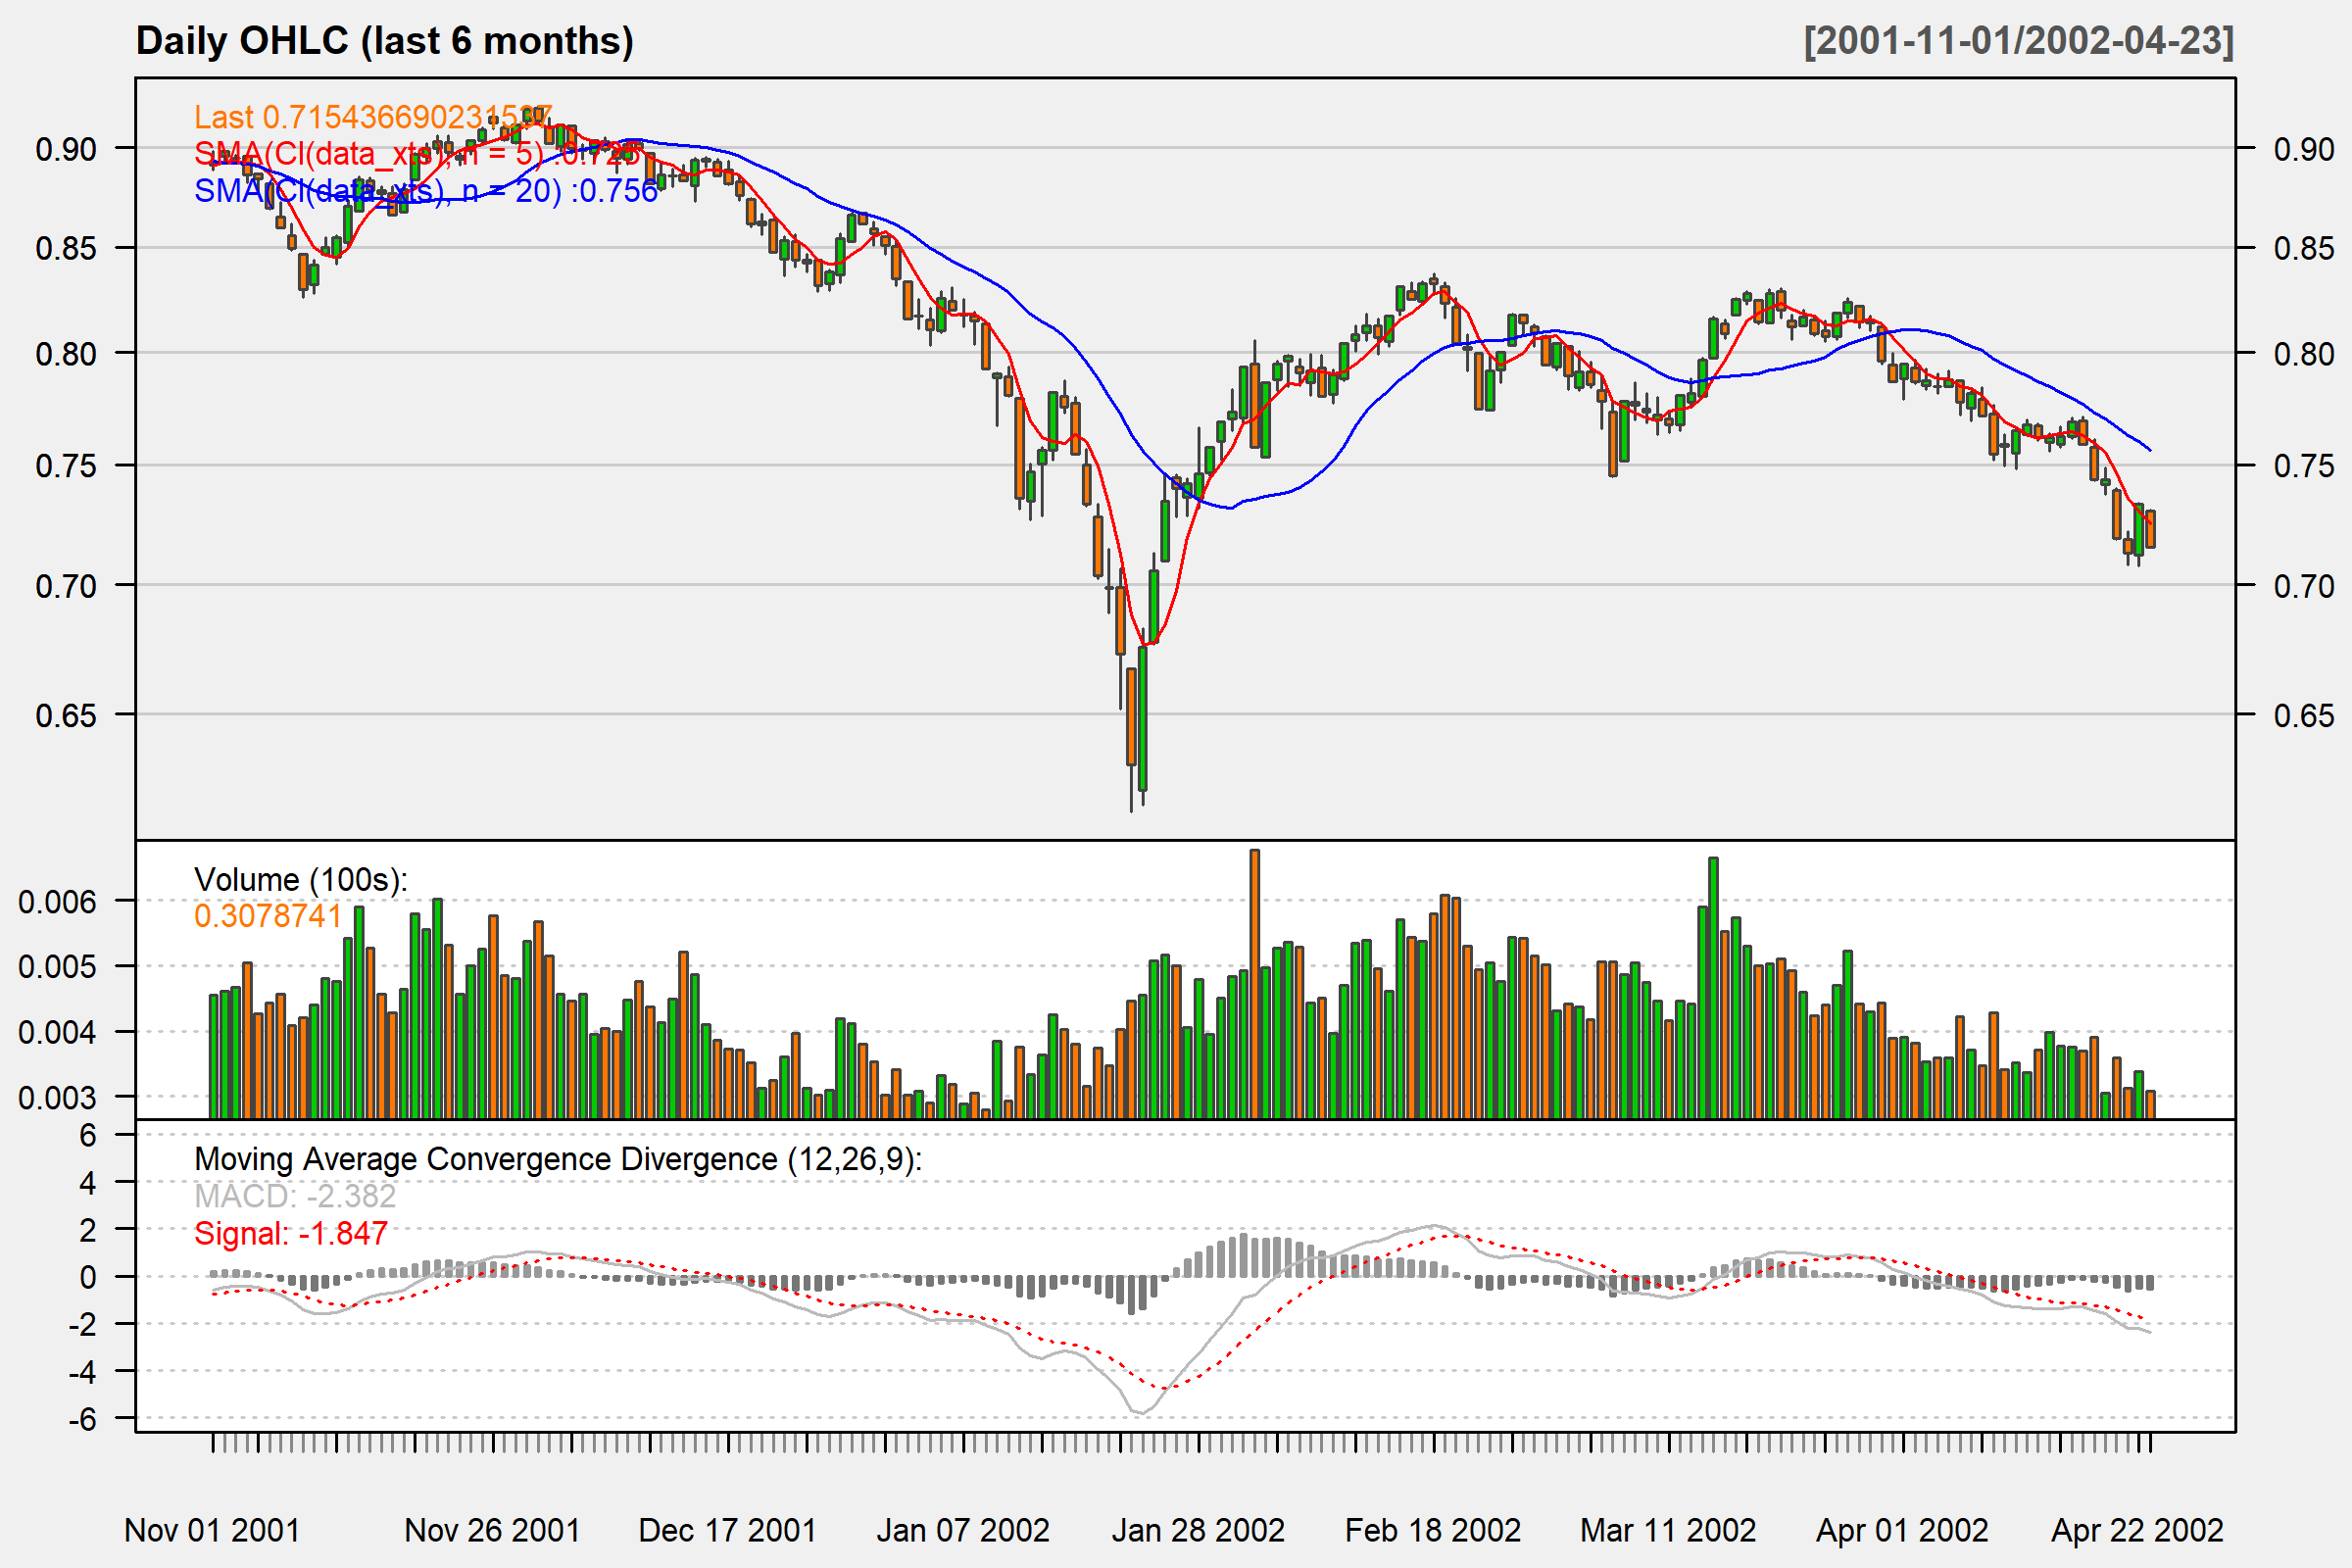 Daily OHLC (last 6 months) [2001-11-01/2002-04-23]
Last 0.715436690231537
SMA(Cl(data_xts), n = 5) :0.725
SMA(Cl(data_xts), n = 20) :0.756
0.90 0.90
0.85 0.85
0.80 0.80
0.75 0.75
0.70 0.70
0.65 0.65
Volume (100s):
0.3078741
0.006
0.005
0.004
0.003
Moving Average Convergence Divergence (12,26,9):
MACD: -2.382
Signal: -1.847
6
4
2
0
-2
-4
-6
Nov 01 2001 Nov 26 2001 Dec 17 2001 Jan 07 2002 Jan 28 2002 Feb 18 2002 Mar 11 2002 Apr 01 2002 Apr 22 2002